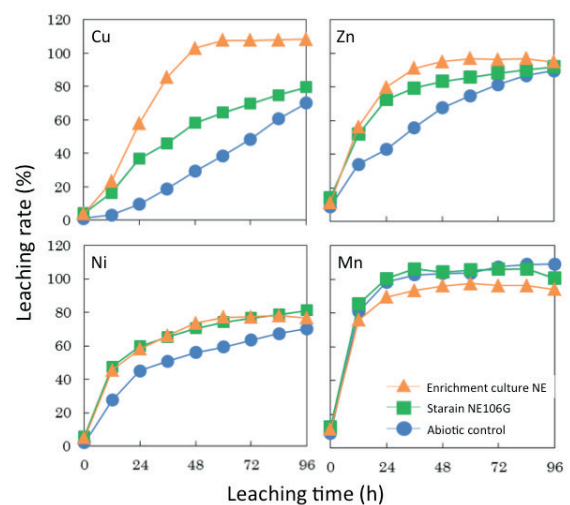 Cu
Zn
120
100
80
60
40
20
0
Leaching rate (%)
Ni
Mn
120
100
80
60
40
20
0
Enrichment culture NE
Starain NE106G
Abiotic control
0 24 48 72 96
0 24 48 72 96
Leaching time (h)